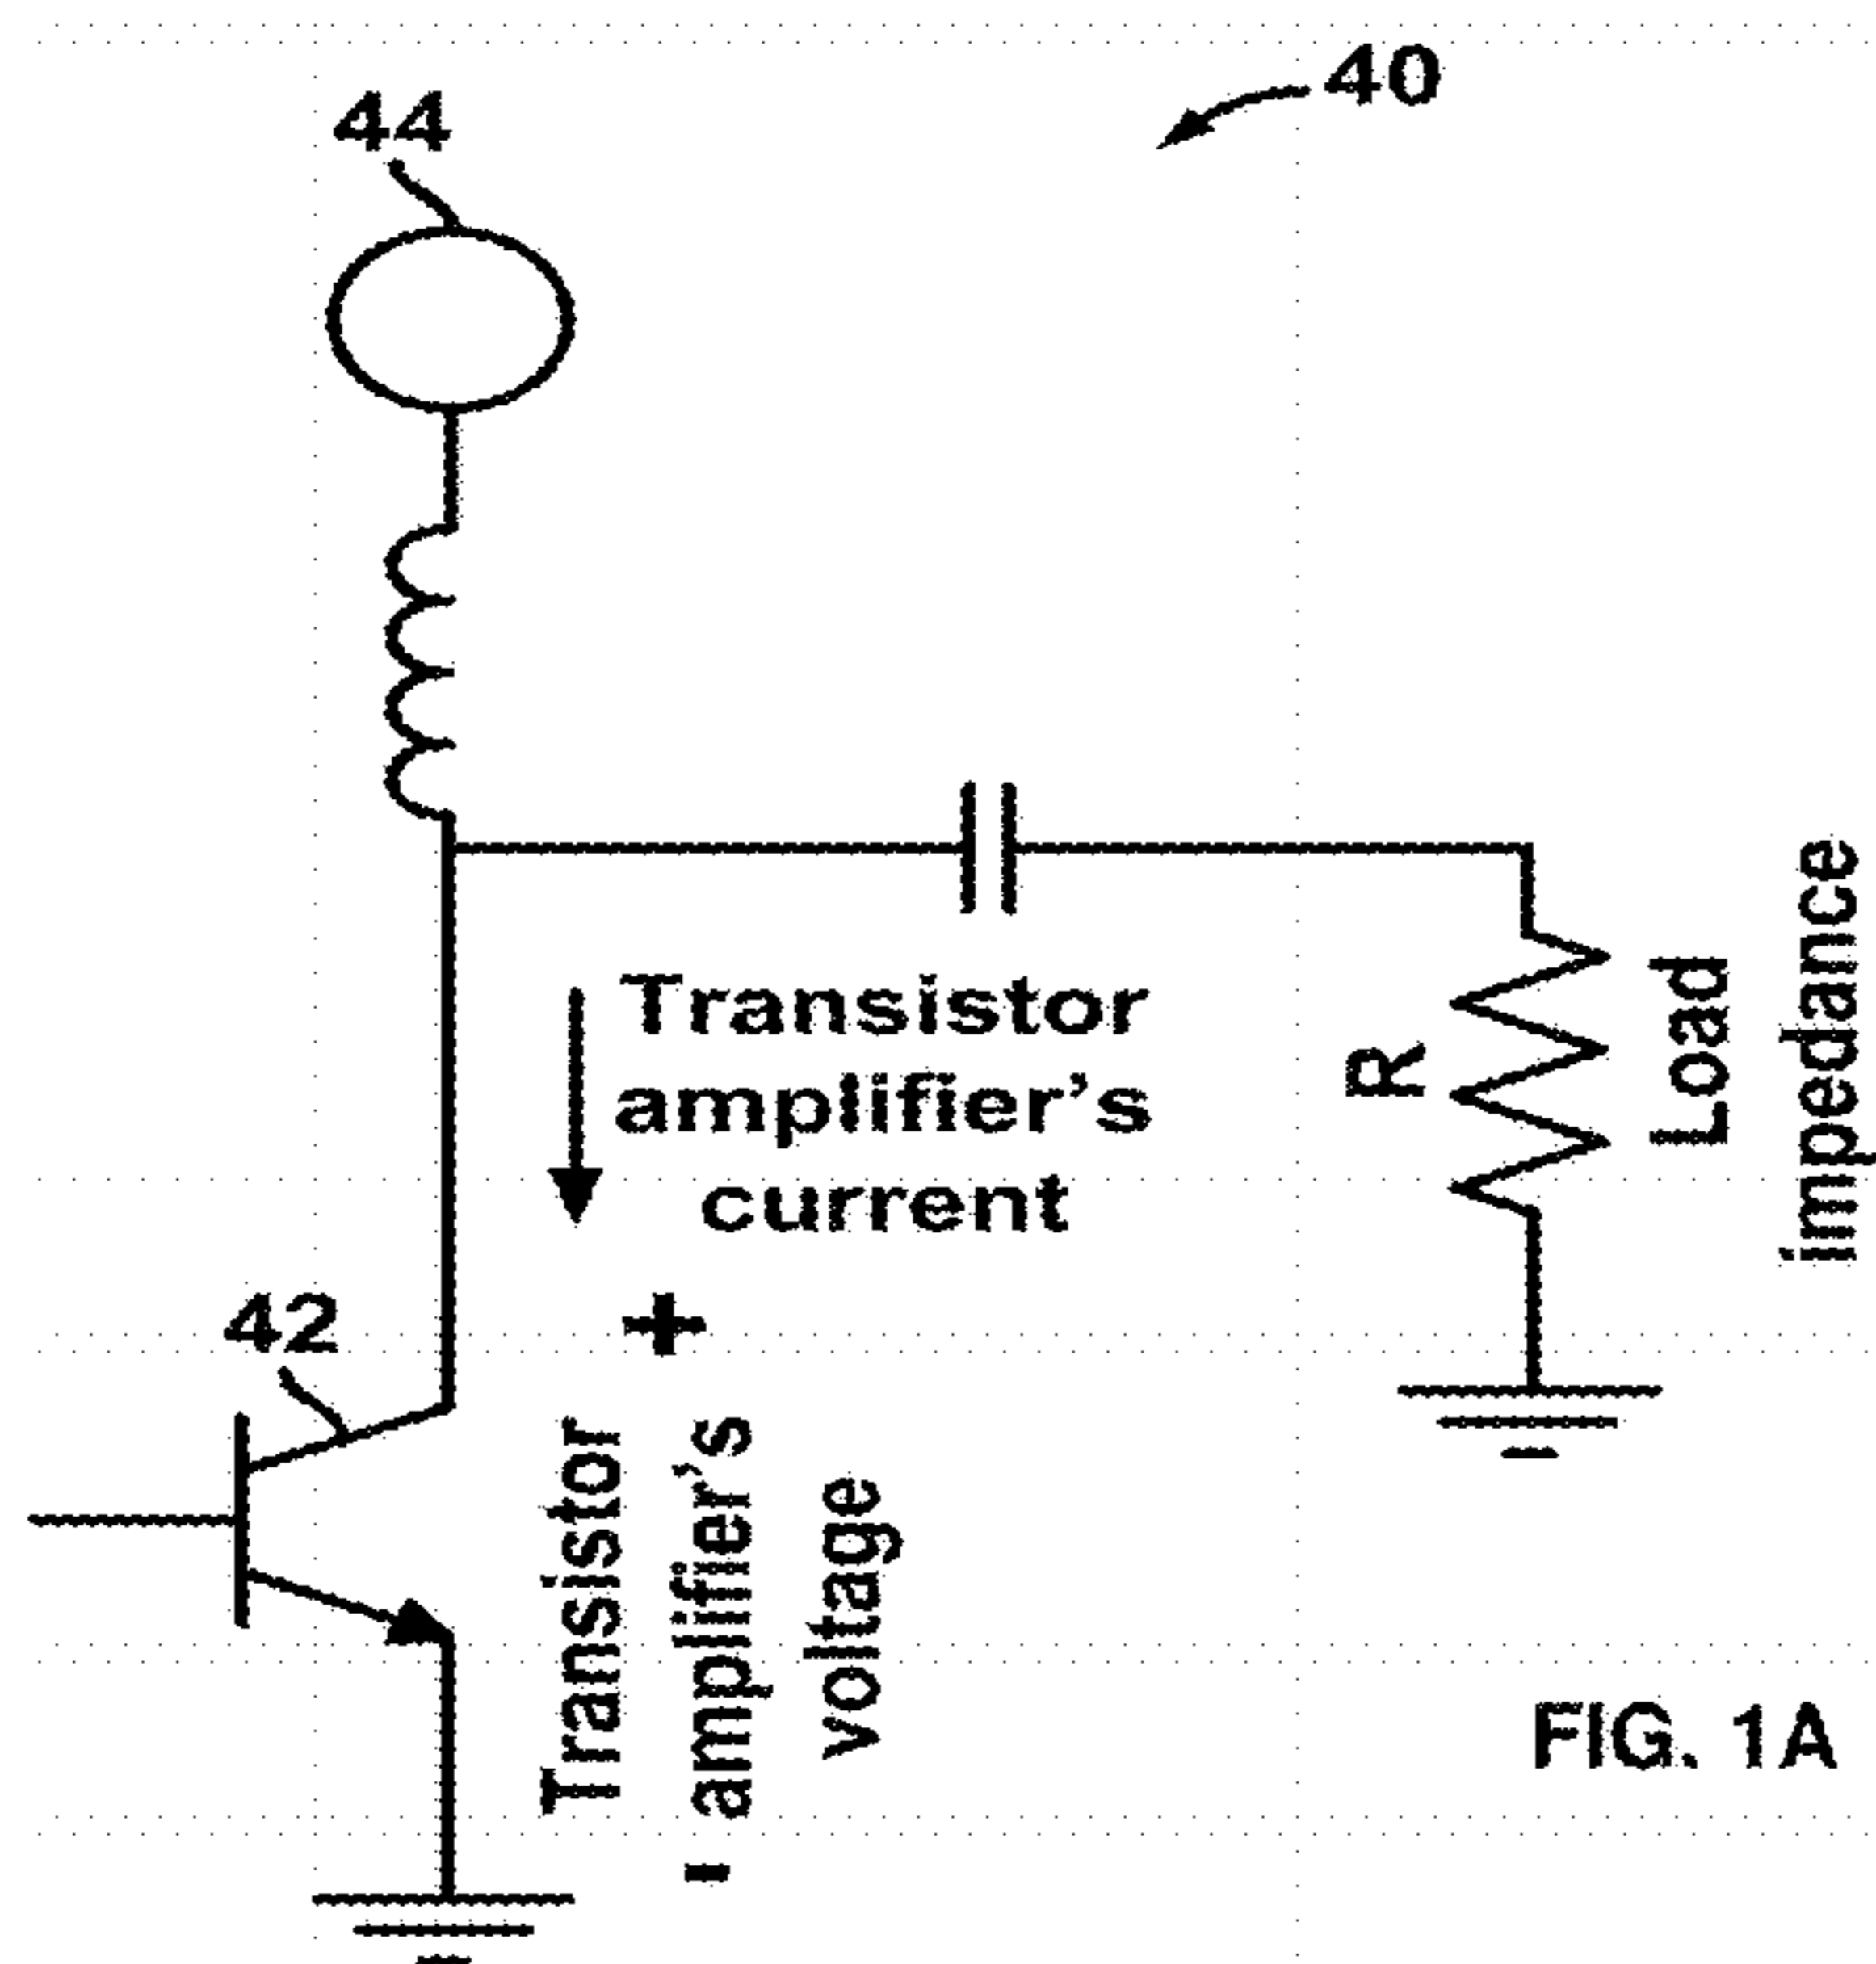 40
44
Transistor
amplifier's
current
R
Load
impedance
42
+
Transistor
amplifier's
voltage
-
FIG. 1A